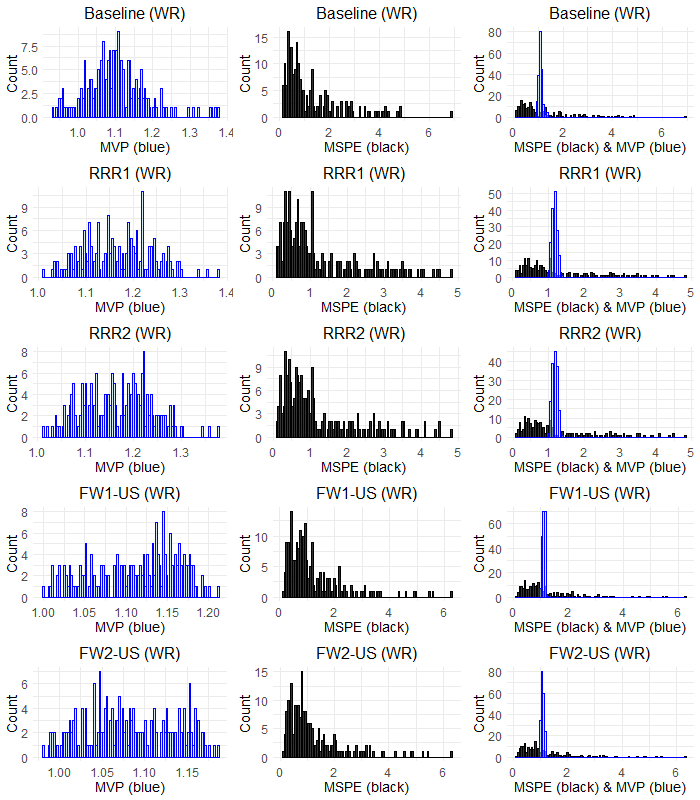 Baseline (WR)
Count
7.5
5.0
2.5
0.0
1.0 1.1 1.2 1.3 1.4
MVP (blue)
Baseline (WR)
Count
15
10
5
0
0 2 4 6
MSPE (black)
Baseline (WR)
Count
80
60
40
20
0
0 2 4 6
MSPE (black) & MVP (blue)
RRR1 (WR)
Count
9
6
3
0
1.0 1.1 1.2 1.3 1.4
MVP (blue)
RRR1 (WR)
Count
9
6
3
0
0 1 2 3 4 5
MSPE (black)
RRR1 (WR)
Count
50
40
30
20
10
0
0 1 2 3 4 5
MSPE (black) & MVP (blue)
RRR2 (WR)
Count
8
6
4
2
0
1.0 1.1 1.2 1.3
MVP (blue)
RRR2 (WR)
Count
9
6
3
0
0 1 2 3 4 5
MSPE (black)
RRR2 (WR)
Count
40
30
20
10
0
0 1 2 3 4 5
MSPE (black) & MVP (blue)
FW1-US (WR)
Count
8
6
4
2
0
1.00 1.05 1.10 1.15 1.20
MVP (blue)
FW1-US (WR)
Count
10
5
0
0 2 4 6
MSPE (black)
FW1-US (WR)
Count
60
40
20
0
0 2 4 6
MSPE (black) & MVP (blue)
FW2-US (WR)
Count
6
4
2
0
1.00 1.05 1.10 1.15
MVP (blue)
FW2-US (WR)
Count
15
10
5
0
0 2 4 6
MSPE (black)
FW2-US (WR)
Count
80
60
40
20
0
0 2 4 6
MSPE (black) & MVP (blue)